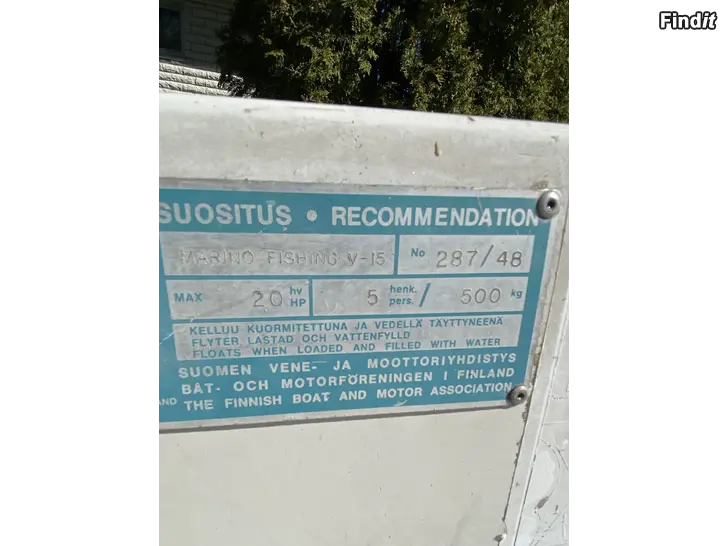 Findit
SUOSITUS • RECOMMENDATION
MARINO FISHING V-15 No 287/48
MAX 20 hv HP 5 henk. pers. / 500 kg
KELLUU KUORMITETTUNA JA VEDELLÄ TÄYTTYNEENÄ
FLYTER LASTAD OCH VATTENFYLLD
FLOATS WHEN LOADED AND FILLED WITH WATER
SUOMEN VENE- JA MOOTTORIYHDISTYS
BÅT- OCH MOTORFÖRENINGEN I FINLAND
THE FINNISH BOAT AND MOTOR ASSOCIATION